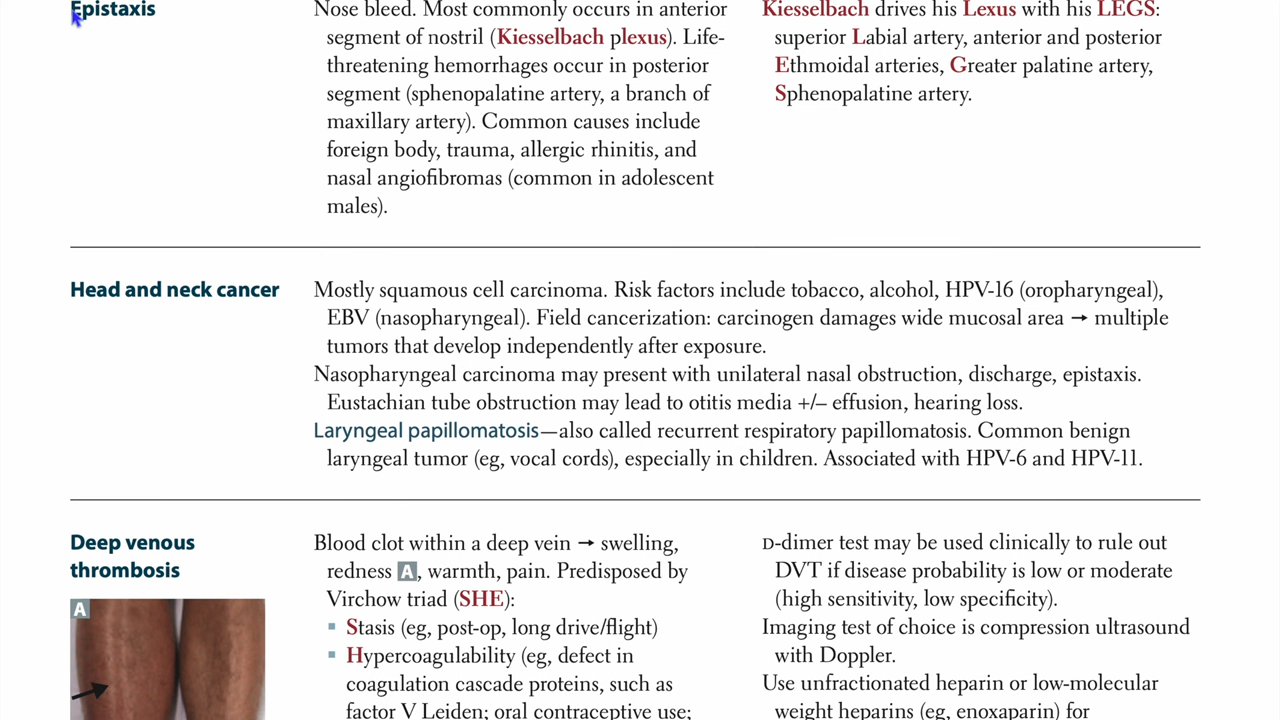 Epistaxis
Nose bleed. Most commonly occurs in anterior
segment of nostril (Kiesselbach plexus). Life-
threatening hemorrhages occur in posterior
segment (sphenopalatine artery, a branch of
maxillary artery). Common causes include
foreign body, trauma, allergic rhinitis, and
nasal angiofibromas (common in adolescent
males).
Kiesselbach drives his Lexus with his LEGS:
superior Labial artery, anterior and posterior
Ethmoidal arteries, Greater palatine artery,
Sphenopalatine artery.
Head and neck cancer
Mostly squamous cell carcinoma. Risk factors include tobacco, alcohol, HPV-16 (oropharyngeal),
EBV (nasopharyngeal). Field cancerization: carcinogen damages wide mucosal area → multiple
tumors that develop independently after exposure.
Nasopharyngeal carcinoma may present with unilateral nasal obstruction, discharge, epistaxis.
Eustachian tube obstruction may lead to otitis media +/– effusion, hearing loss.
Laryngeal papillomatosis—also called recurrent respiratory papillomatosis. Common benign
laryngeal tumor (eg, vocal cords), especially in children. Associated with HPV-6 and HPV-11.
Deep venous
thrombosis
A
Blood clot within a deep vein → swelling,
redness A, warmth, pain. Predisposed by
Virchow triad (SHE):
▪ Stasis (eg, post-op, long drive/flight)
▪ Hypercoagulability (eg, defect in
coagulation cascade proteins, such as
factor V Leiden; oral contraceptive use;
D-dimer test may be used clinically to rule out
DVT if disease probability is low or moderate
(high sensitivity, low specificity).
Imaging test of choice is compression ultrasound
with Doppler.
Use unfractionated heparin or low-molecular
weight heparins (eg, enoxaparin) for